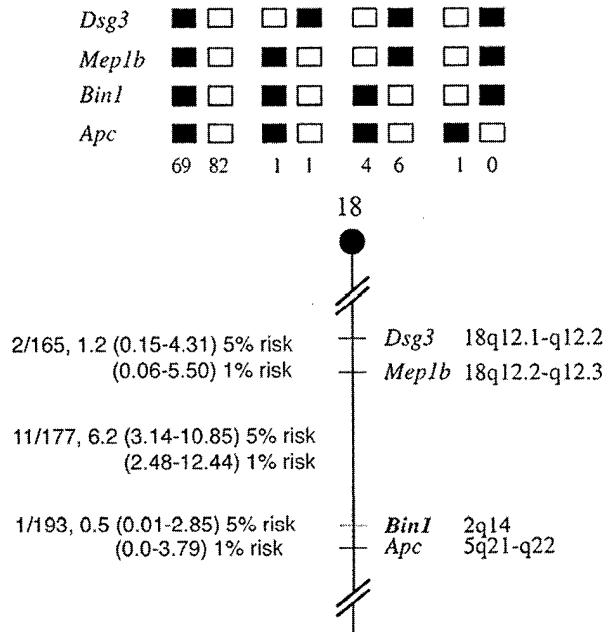 Dsg3
Mep1b
Bin1
Apc
69 82 1 1 4 6 1 0
18
2/165, 1.2 (0.15-4.31) 5% risk
(0.06-5.50) 1% risk
Dsg3 18q12.1-q12.2
Mep1b 18q12.2-q12.3
11/177, 6.2 (3.14-10.85) 5% risk
(2.48-12.44) 1% risk
1/193, 0.5 (0.01-2.85) 5% risk
(0.0-3.79) 1% risk
Bin1 2q14
Apc 5q21-q22